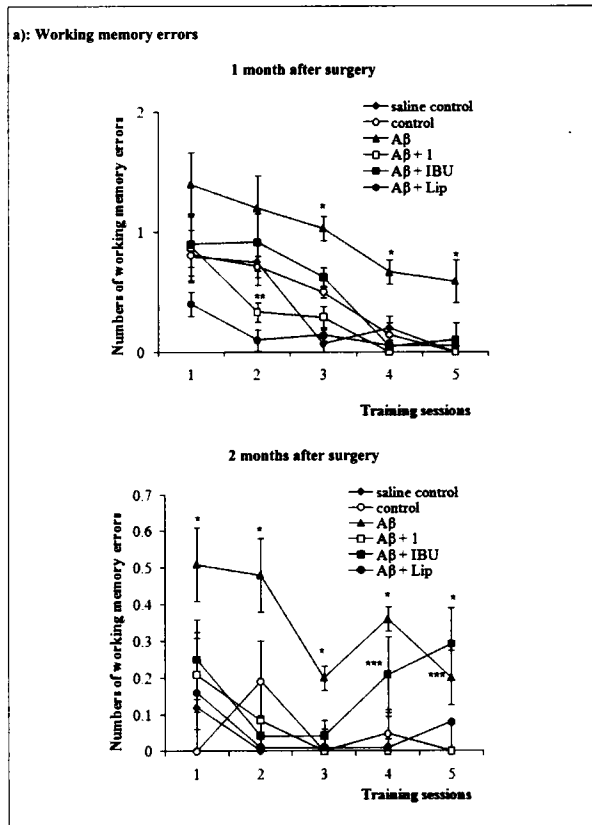 a): Working memory errors
1 month after surgery
Numbers of working memory errors
2
1
0
saline control
control
Aβ
Aβ + 1
Aβ + IBU
Aβ + Lip
*
*
*
*
**
1 2 3 4 5
Training sessions
2 months after surgery
Numbers of working memory errors
0.7
0.6
0.5
0.4
0.3
0.2
0.1
0
saline control
control
Aβ
Aβ + 1
Aβ + IBU
Aβ + Lip
*
*
*
*
*
***
***
1 2 3 4 5
Training sessions